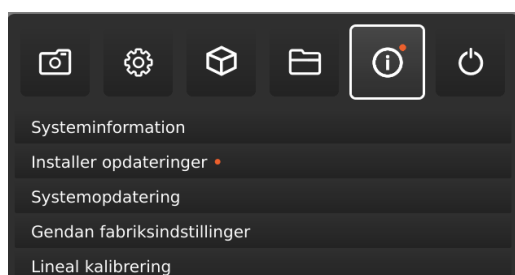 Systeminformation
Installer opdateringer
Systemopdatering
Gendan fabriksindstillinger
Lineal kalibrering